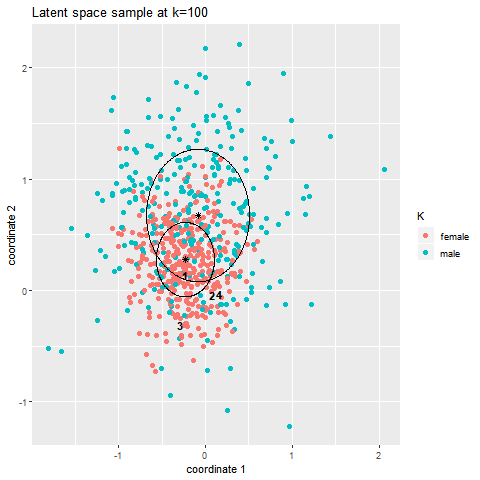 Latent space sample at k=100
coordinate 2
2
1
0
-1
1
24
3
-1
0
1
2
coordinate 1
K
female
male